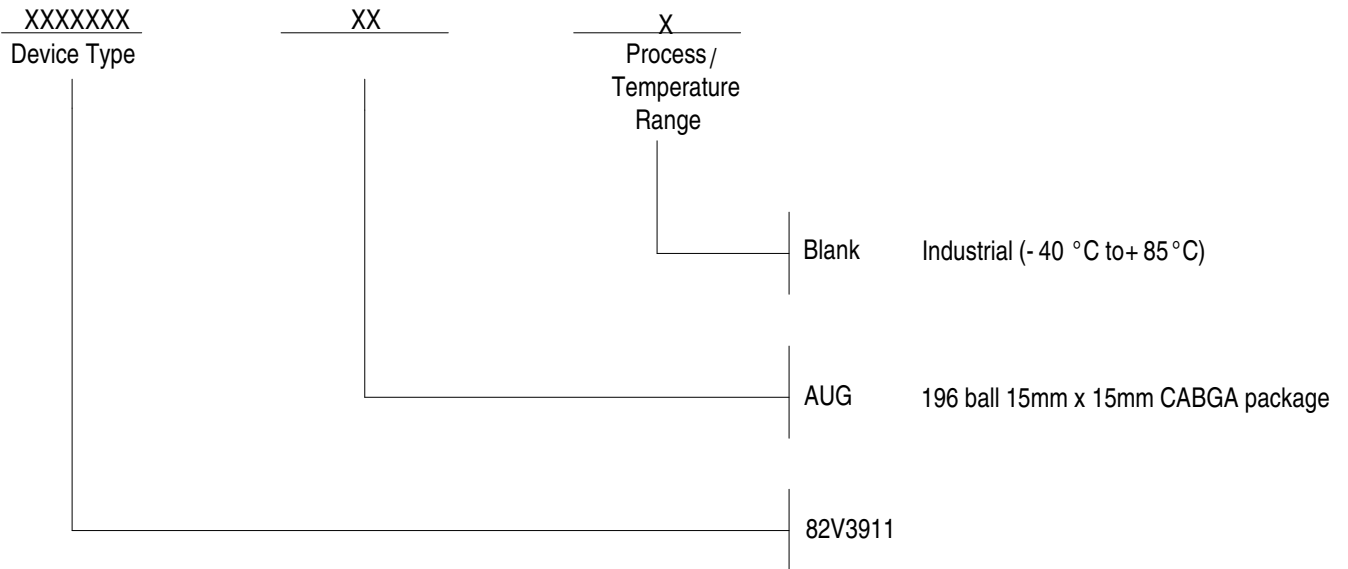 XXXXXXX XX X
Device Type Process /
Temperature
Range
Blank Industrial (- 40 °C to+ 85°C)
AUG 196 ball 15mm x 15mm CABGA package
82V3911